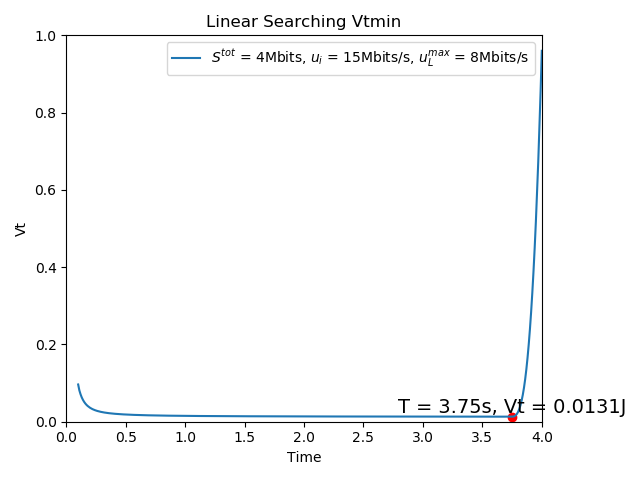 Linear Searching Vtmin
S^{tot} = 4Mbits, u_i = 15Mbits/s, u_L^{max} = 8Mbits/s
1.0
0.8
0.6
0.4
0.2
0.0
Vt
T = 3.75s, Vt = 0.0131J
0.0 0.5 1.0 1.5 2.0 2.5 3.0 3.5 4.0
Time